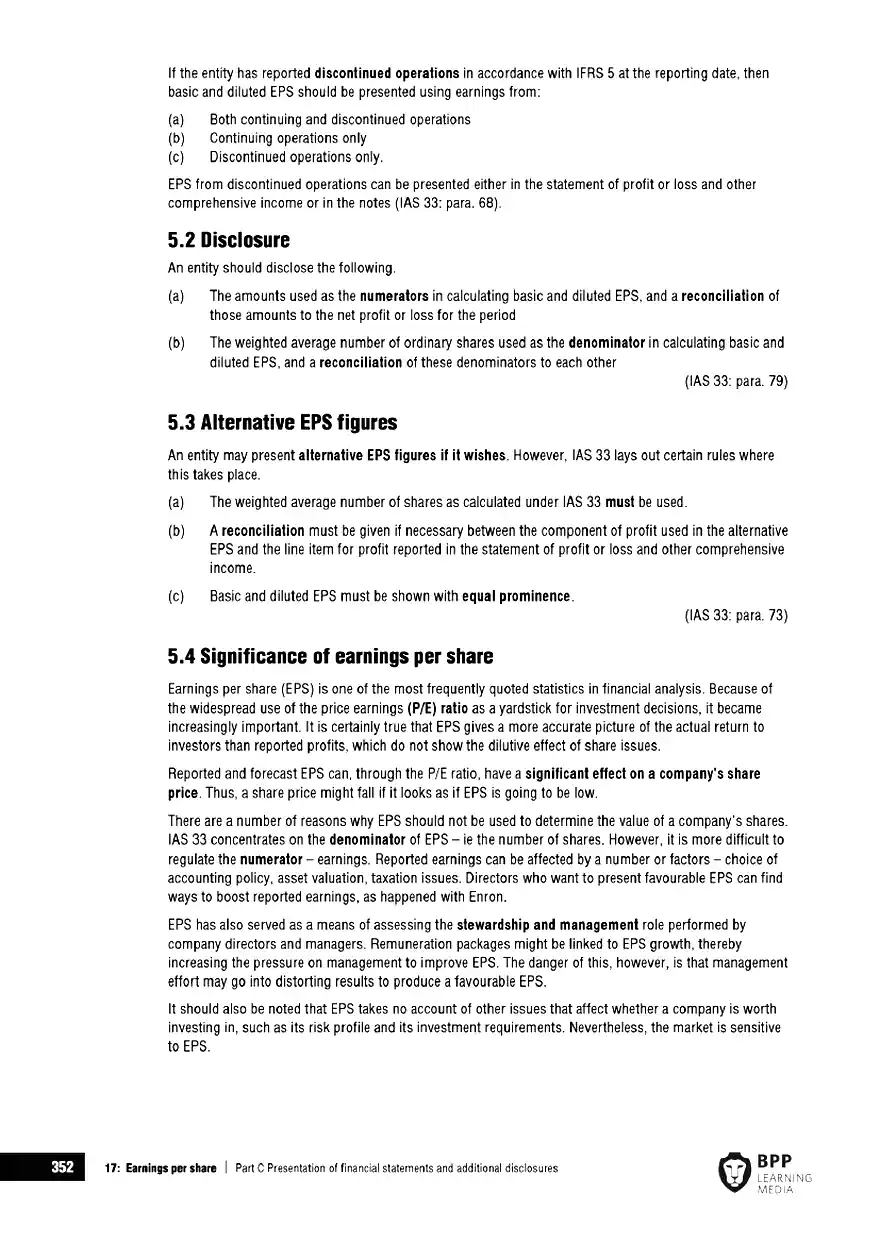 If the entity has reported discontinued operations in accordance with IFRS 5 at the reporting date, then
basic and diluted EPS should be presented using earnings from:
(a) Both continuing and discontinued operations
(b) Continuing operations only
(c) Discontinued operations only.
EPS from discontinued operations can be presented either in the statement of profit or loss and other
comprehensive income or in the notes (IAS 33: para. 68).
5.2 Disclosure
An entity should disclose the following.
(a) The amounts used as the numerators in calculating basic and diluted EPS, and a reconciliation of
those amounts to the net profit or loss for the period
(b) The weighted average number of ordinary shares used as the denominator in calculating basic and
diluted EPS, and a reconciliation of these denominators to each other
(IAS 33: para. 79)
5.3 Alternative EPS figures
An entity may present alternative EPS figures if it wishes. However, IAS 33 lays out certain rules where
this takes place.
(a) The weighted average number of shares as calculated under IAS 33 must be used.
(b) A reconciliation must be given if necessary between the component of profit used in the alternative
EPS and the line item for profit reported in the statement of profit or loss and other comprehensive
income.
(c) Basic and diluted EPS must be shown with equal prominence.
(IAS 33: para. 73)
5.4 Significance of earnings per share
Earnings per share (EPS) is one of the most frequently quoted statistics in financial analysis. Because of
the widespread use of the price earnings (P/E) ratio as a yardstick for investment decisions, it became
increasingly important. It is certainly true that EPS gives a more accurate picture of the actual return to
investors than reported profits, which do not show the dilutive effect of share issues.
Reported and forecast EPS can, through the P/E ratio, have a significant effect on a company's share
price. Thus, a share price might fall if it looks as if EPS is going to be low.
There are a number of reasons why EPS should not be used to determine the value of a company's shares.
IAS 33 concentrates on the denominator of EPS – ie the number of shares. However, it is more difficult to
regulate the numerator – earnings. Reported earnings can be affected by a number or factors – choice of
accounting policy, asset valuation, taxation issues. Directors who want to present favourable EPS can find
ways to boost reported earnings, as happened with Enron.
EPS has also served as a means of assessing the stewardship and management role performed by
company directors and managers. Remuneration packages might be linked to EPS growth, thereby
increasing the pressure on management to improve EPS. The danger of this, however, is that management
effort may go into distorting results to produce a favourable EPS.
It should also be noted that EPS takes no account of other issues that affect whether a company is worth
investing in, such as its risk profile and its investment requirements. Nevertheless, the market is sensitive
to EPS.
352 17: Earnings per share | Part C Presentation of financial statements and additional disclosures
BPP
LEARNING
MEDIA